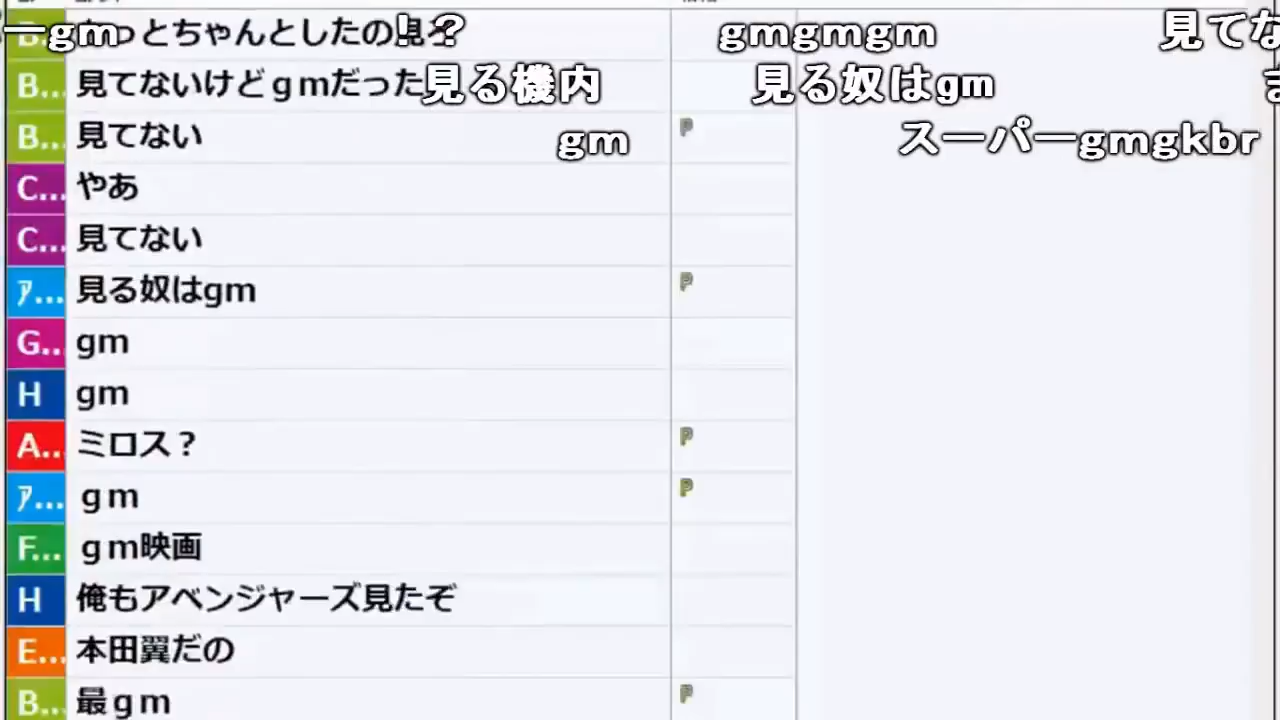 ーgm
っとちゃんとしたの見ろ
！？
gmgmgm
見てな
B...
見てないけどｇｍだった
見る機内
見る奴はgm
B...
見てない
gm
P
スーパーgmgkbr
C...
やあ
C...
見てない
ｱ...
見る奴はgm
P
G...
gm
H
gm
A...
ミロス？
P
ｱ...
ｇｍ
P
F...
ｇｍ映画
H
俺もアベンジャーズ見たぞ
E...
本田翼だの
B...
最ｇｍ
P